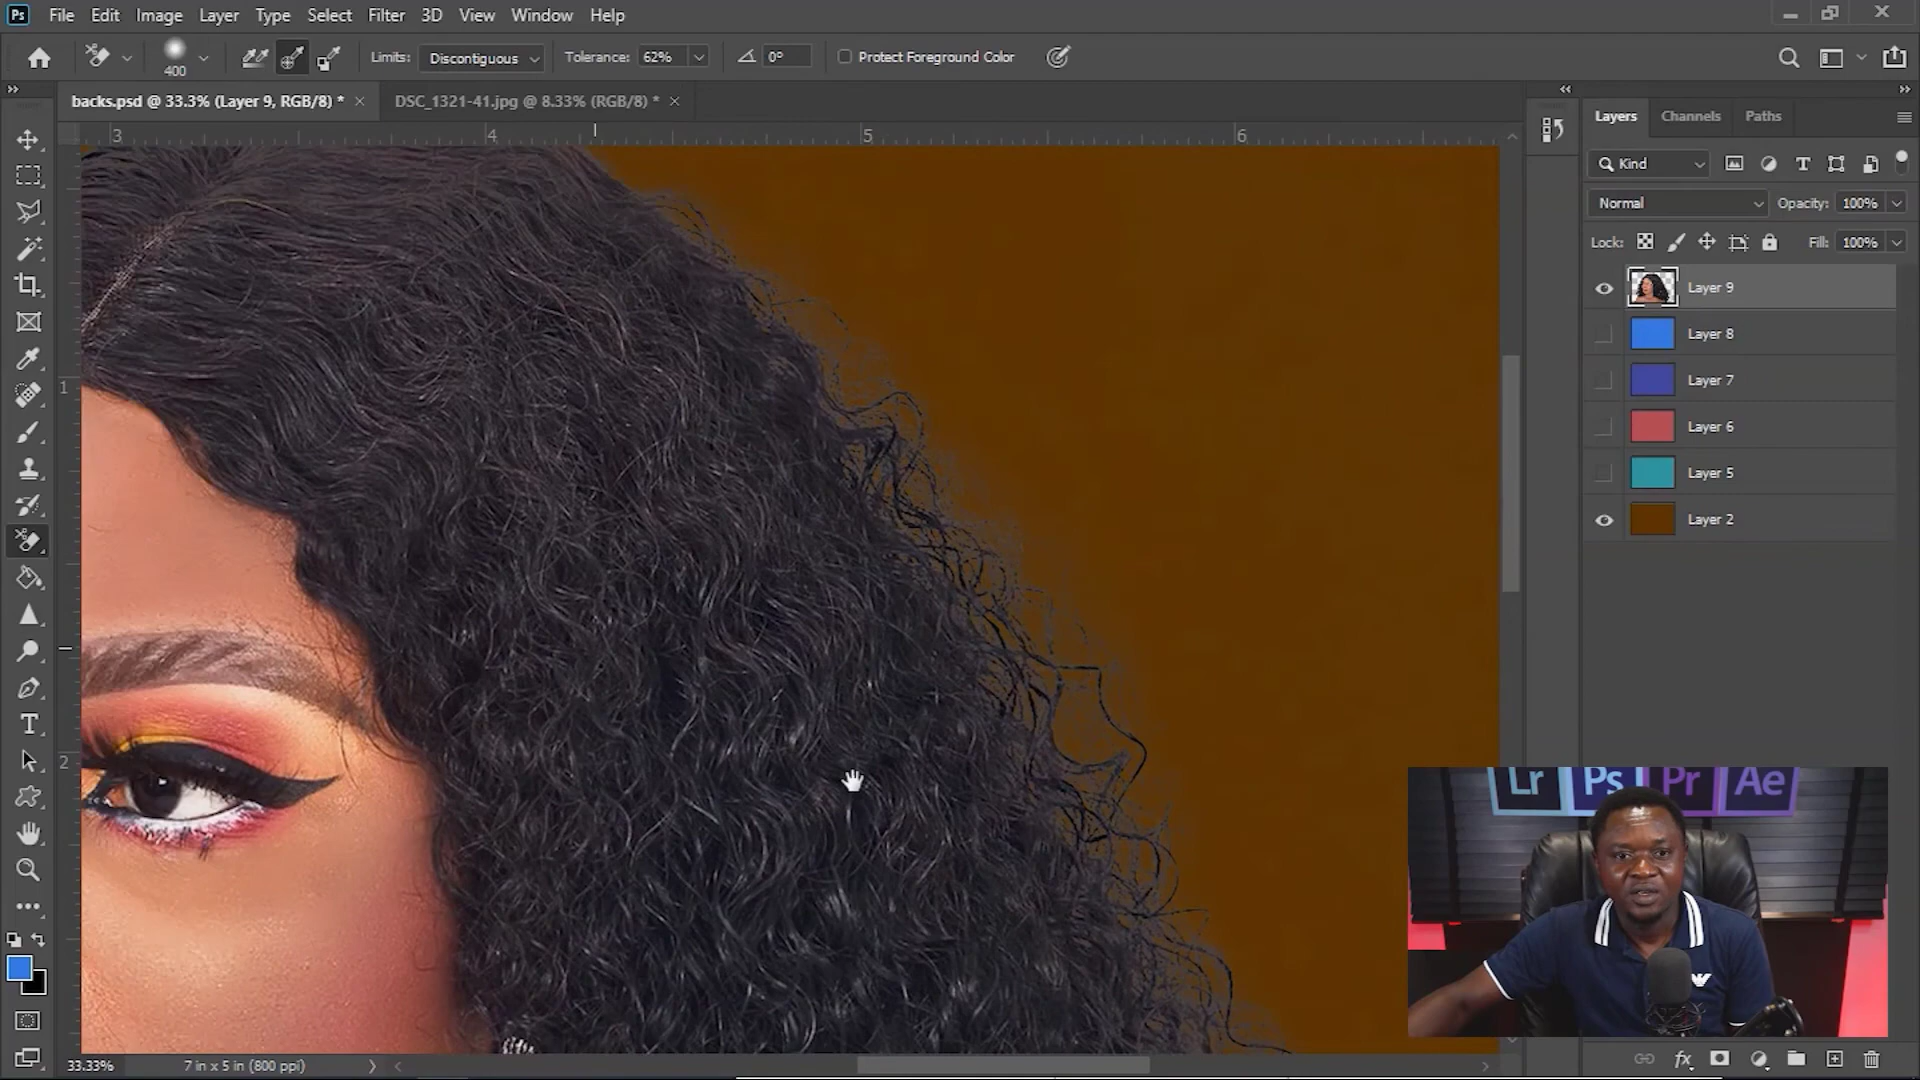 Ps File Edit Image Layer Type Select Filter 3D View Window Help
400 Limits: Discontiguous Tolerance: 62% 0° Protect Foreground Color
backs.psd @ 33.3% (Layer 9, RGB/8) * DSC_1321-41.jpg @ 8.33% (RGB/8) *
Layers Channels Paths
3 4 5 6
Kind
Normal Opacity: 100%
Lock: Fill: 100%
Layer 9
Layer 8
1
Layer 7
Layer 6
Layer 5
Layer 2
2
Lr Ps Pr Ae
33.33% 7 in x 5 in (800 ppi)
fx